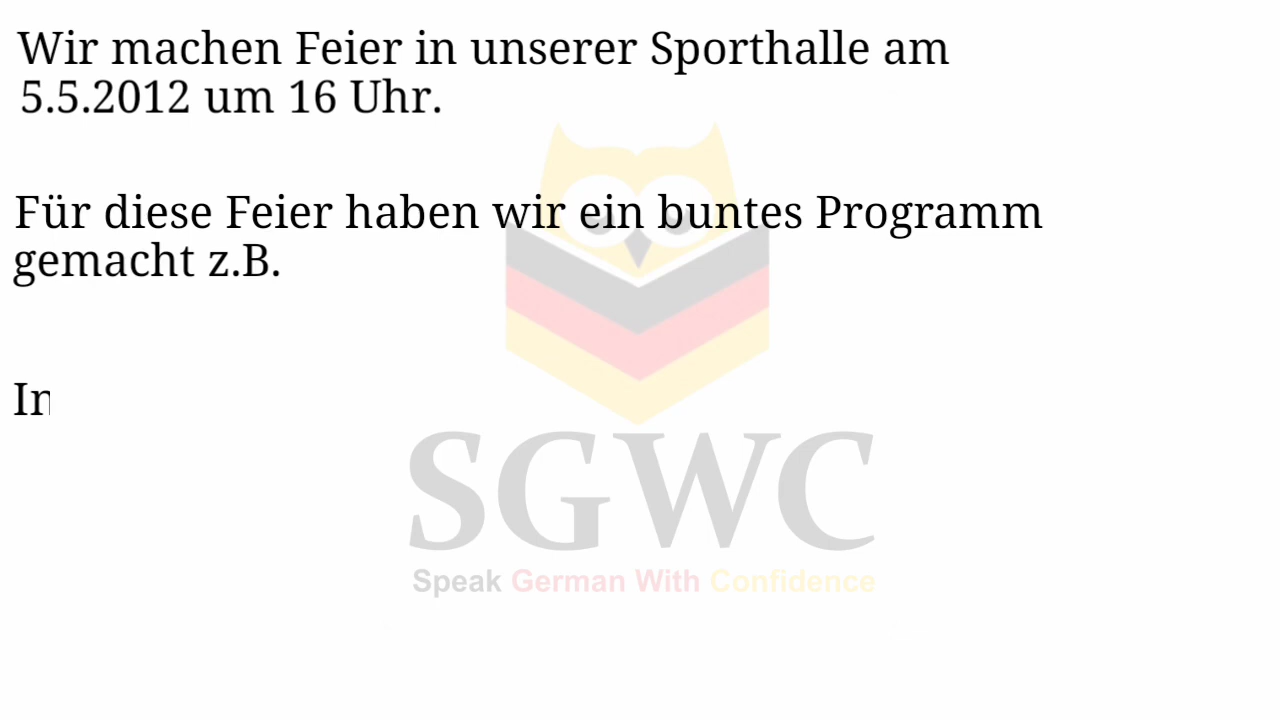 Wir machen Feier in unserer Sporthalle am
5.5.2012 um 16 Uhr.
Für diese Feier haben wir ein buntes Programm
gemacht z.B.
SGWC
Speak German With Confidence